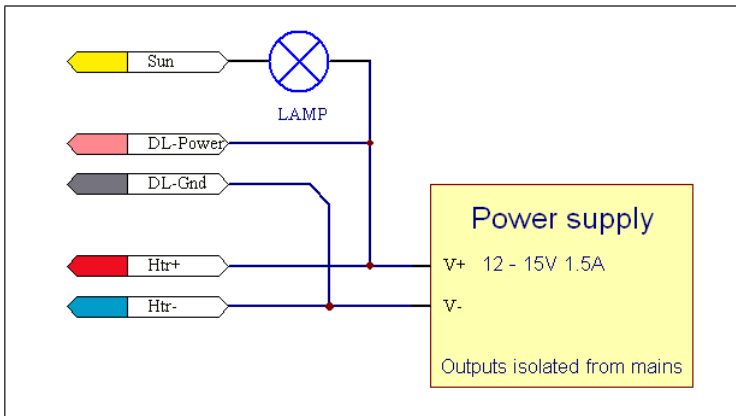 Sun
LAMP
DL-Power
DL-Gnd
Power supply
Htr+
V+ 12 - 15V 1.5A
Htr-
V-
Outputs isolated from mains